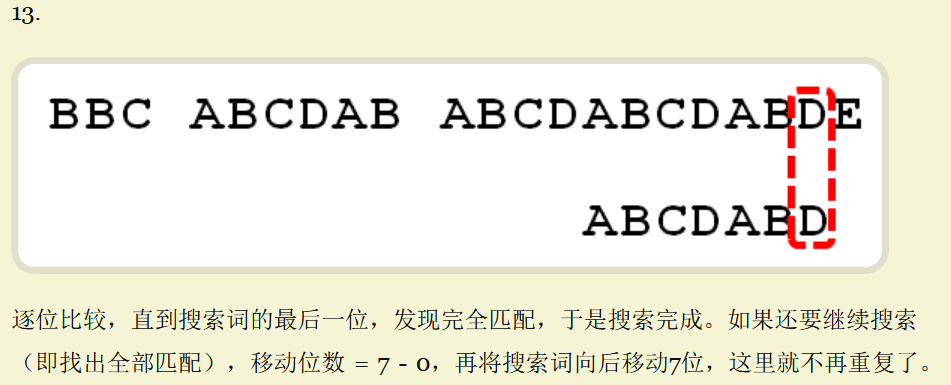 13.
BBC ABCDAB ABCDABCDABDE
ABCDABD
逐位比较，直到搜索词的最后一位，发现完全匹配，于是搜索完成。如果还要继续搜索
（即找出全部匹配），移动位数 = 7 - 0，再将搜索词向后移动7位，这里就不再重复了。